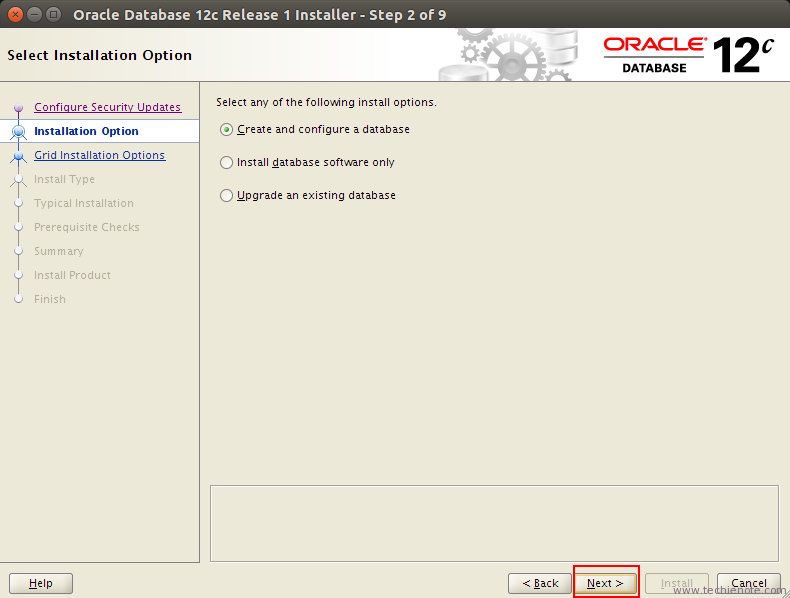 Oracle Database 12c Release 1 Installer - Step 2 of 9
Select Installation Option
ORACLE®
DATABASE
12c
Configure Security Updates
Installation Option
Grid Installation Options
Install Type
Typical Installation
Prerequisite Checks
Summary
Install Product
Finish
Select any of the following install options.
Create and configure a database
Install database software only
Upgrade an existing database
Help
< Back
Next >
Install
Cancel
www.techienote.com